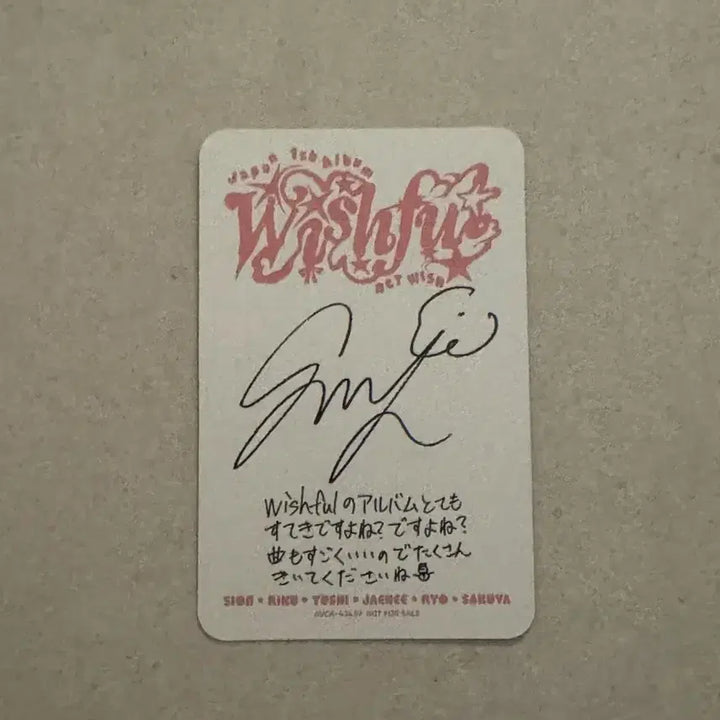 Japan 1st Album
Wishful
NCT WISH
wishfulのアルバムとても
すてきですよね?ですよね?
曲もすごくいいのでたくさん
きいてくださいね
SION ★ RIKU ★ YUSHI ★ JAEHEE ★ RYO ★ SAKUYA
NOT FOR SALE